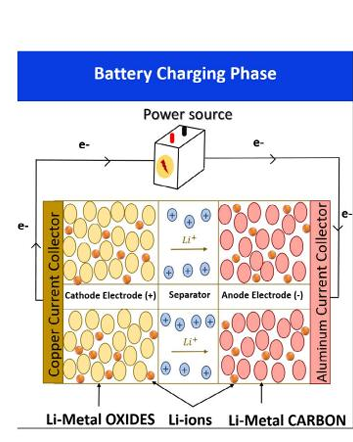 Battery Charging Phase
Power source
e- e-
e- e-
Copper Current Collector
Aluminum Current Collector
+ + +
Li+
+ + +
Cathode Electrode (+) Separator Anode Electrode (-)
+ + + +
Li+
+ + +
Li-Metal OXIDES Li-ions Li-Metal CARBON